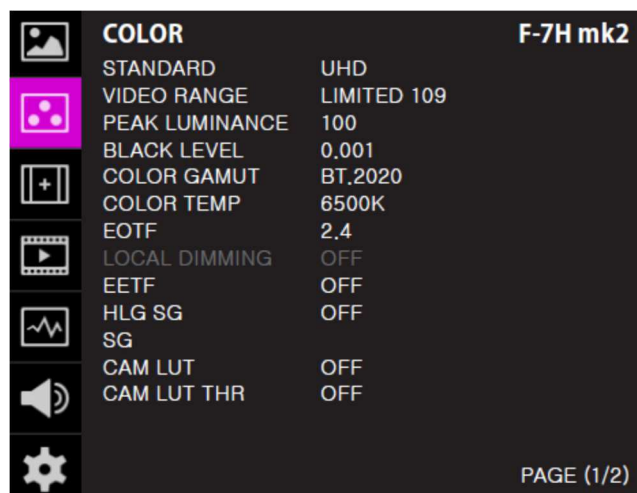 COLOR F-7H mk2
STANDARD UHD
VIDEO RANGE LIMITED 109
PEAK LUMINANCE 100
BLACK LEVEL 0.001
COLOR GAMUT BT.2020
COLOR TEMP 6500K
EOTF 2.4
LOCAL DIMMING OFF
EETF OFF
HLG SG OFF
SG
CAM LUT OFF
CAM LUT THR OFF
PAGE (1/2)